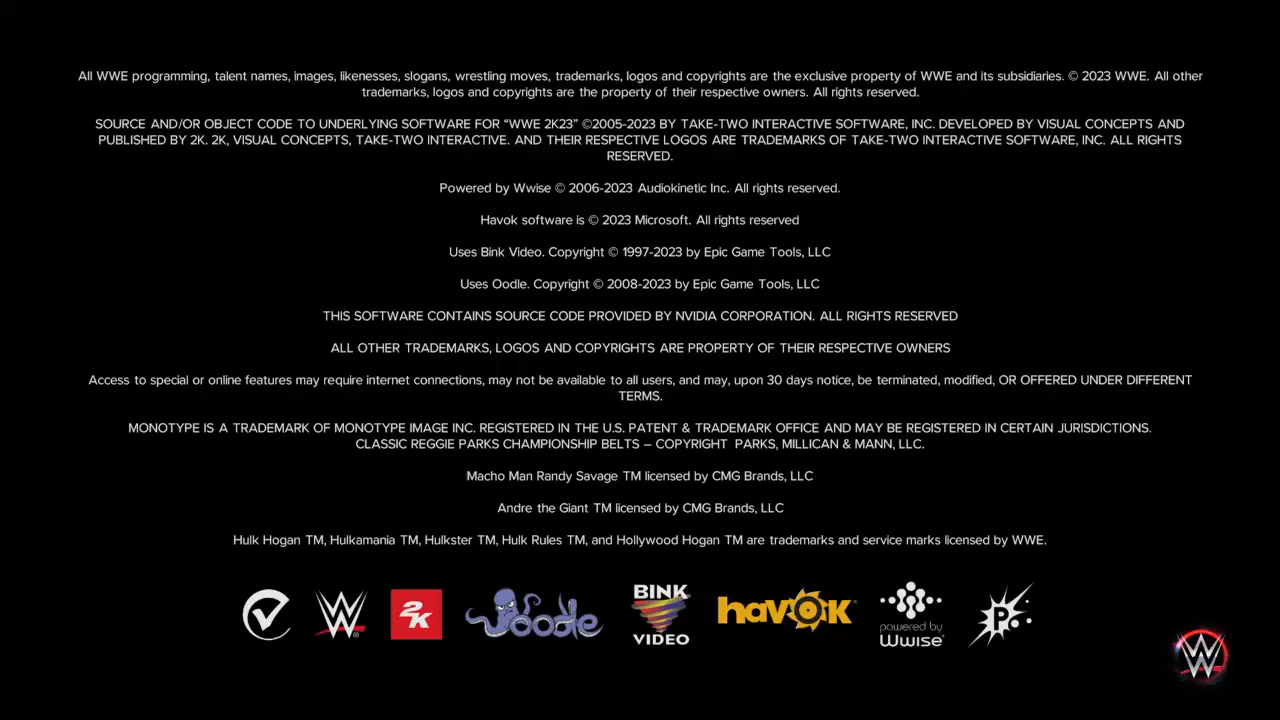 All WWE programming, talent names, images, likenesses, slogans, wrestling moves, trademarks, logos and copyrights are the exclusive property of WWE and its subsidiaries. © 2023 WWE. All other
trademarks, logos and copyrights are the property of their respective owners. All rights reserved.
SOURCE AND/OR OBJECT CODE TO UNDERLYING SOFTWARE FOR “WWE 2K23” ©2005-2023 BY TAKE-TWO INTERACTIVE SOFTWARE, INC. DEVELOPED BY VISUAL CONCEPTS AND
PUBLISHED BY 2K. 2K, VISUAL CONCEPTS, TAKE-TWO INTERACTIVE. AND THEIR RESPECTIVE LOGOS ARE TRADEMARKS OF TAKE-TWO INTERACTIVE SOFTWARE, INC. ALL RIGHTS
RESERVED.
Powered by Wwise © 2006-2023 Audiokinetic Inc. All rights reserved.
Havok software is © 2023 Microsoft. All rights reserved
Uses Bink Video. Copyright © 1997-2023 by Epic Game Tools, LLC
Uses Oodle. Copyright © 2008-2023 by Epic Game Tools, LLC
THIS SOFTWARE CONTAINS SOURCE CODE PROVIDED BY NVIDIA CORPORATION. ALL RIGHTS RESERVED
ALL OTHER TRADEMARKS, LOGOS AND COPYRIGHTS ARE PROPERTY OF THEIR RESPECTIVE OWNERS
Access to special or online features may require internet connections, may not be available to all users, and may, upon 30 days notice, be terminated, modified, OR OFFERED UNDER DIFFERENT
TERMS.
MONOTYPE IS A TRADEMARK OF MONOTYPE IMAGE INC. REGISTERED IN THE U.S. PATENT & TRADEMARK OFFICE AND MAY BE REGISTERED IN CERTAIN JURISDICTIONS.
CLASSIC REGGIE PARKS CHAMPIONSHIP BELTS – COPYRIGHT PARKS, MILLICAN & MANN, LLC.
Macho Man Randy Savage TM licensed by CMG Brands, LLC
Andre the Giant TM licensed by CMG Brands, LLC
Hulk Hogan TM, Hulkamania TM, Hulkster TM, Hulk Rules TM, and Hollywood Hogan TM are trademarks and service marks licensed by WWE.
W® 2K oodle BINK VIDEO havok® powered by Wwise® P
W